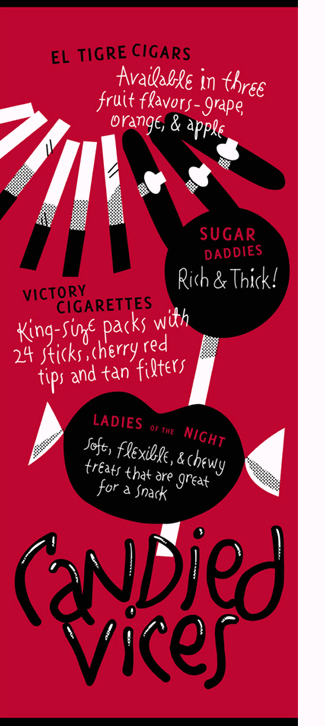 EL TIGRE CIGARS
Available in three
fruit flavors-grape,
orange, & apple
SUGAR
DADDIES
Rich & Thick!
VICTORY
CIGARETTES
King-size packs with
24 sticks, cherry red
tips and tan filters
LADIES OF THE NIGHT
Soft, flexible, & chewy
treats that are great
for a snack
CANDIED
VICES